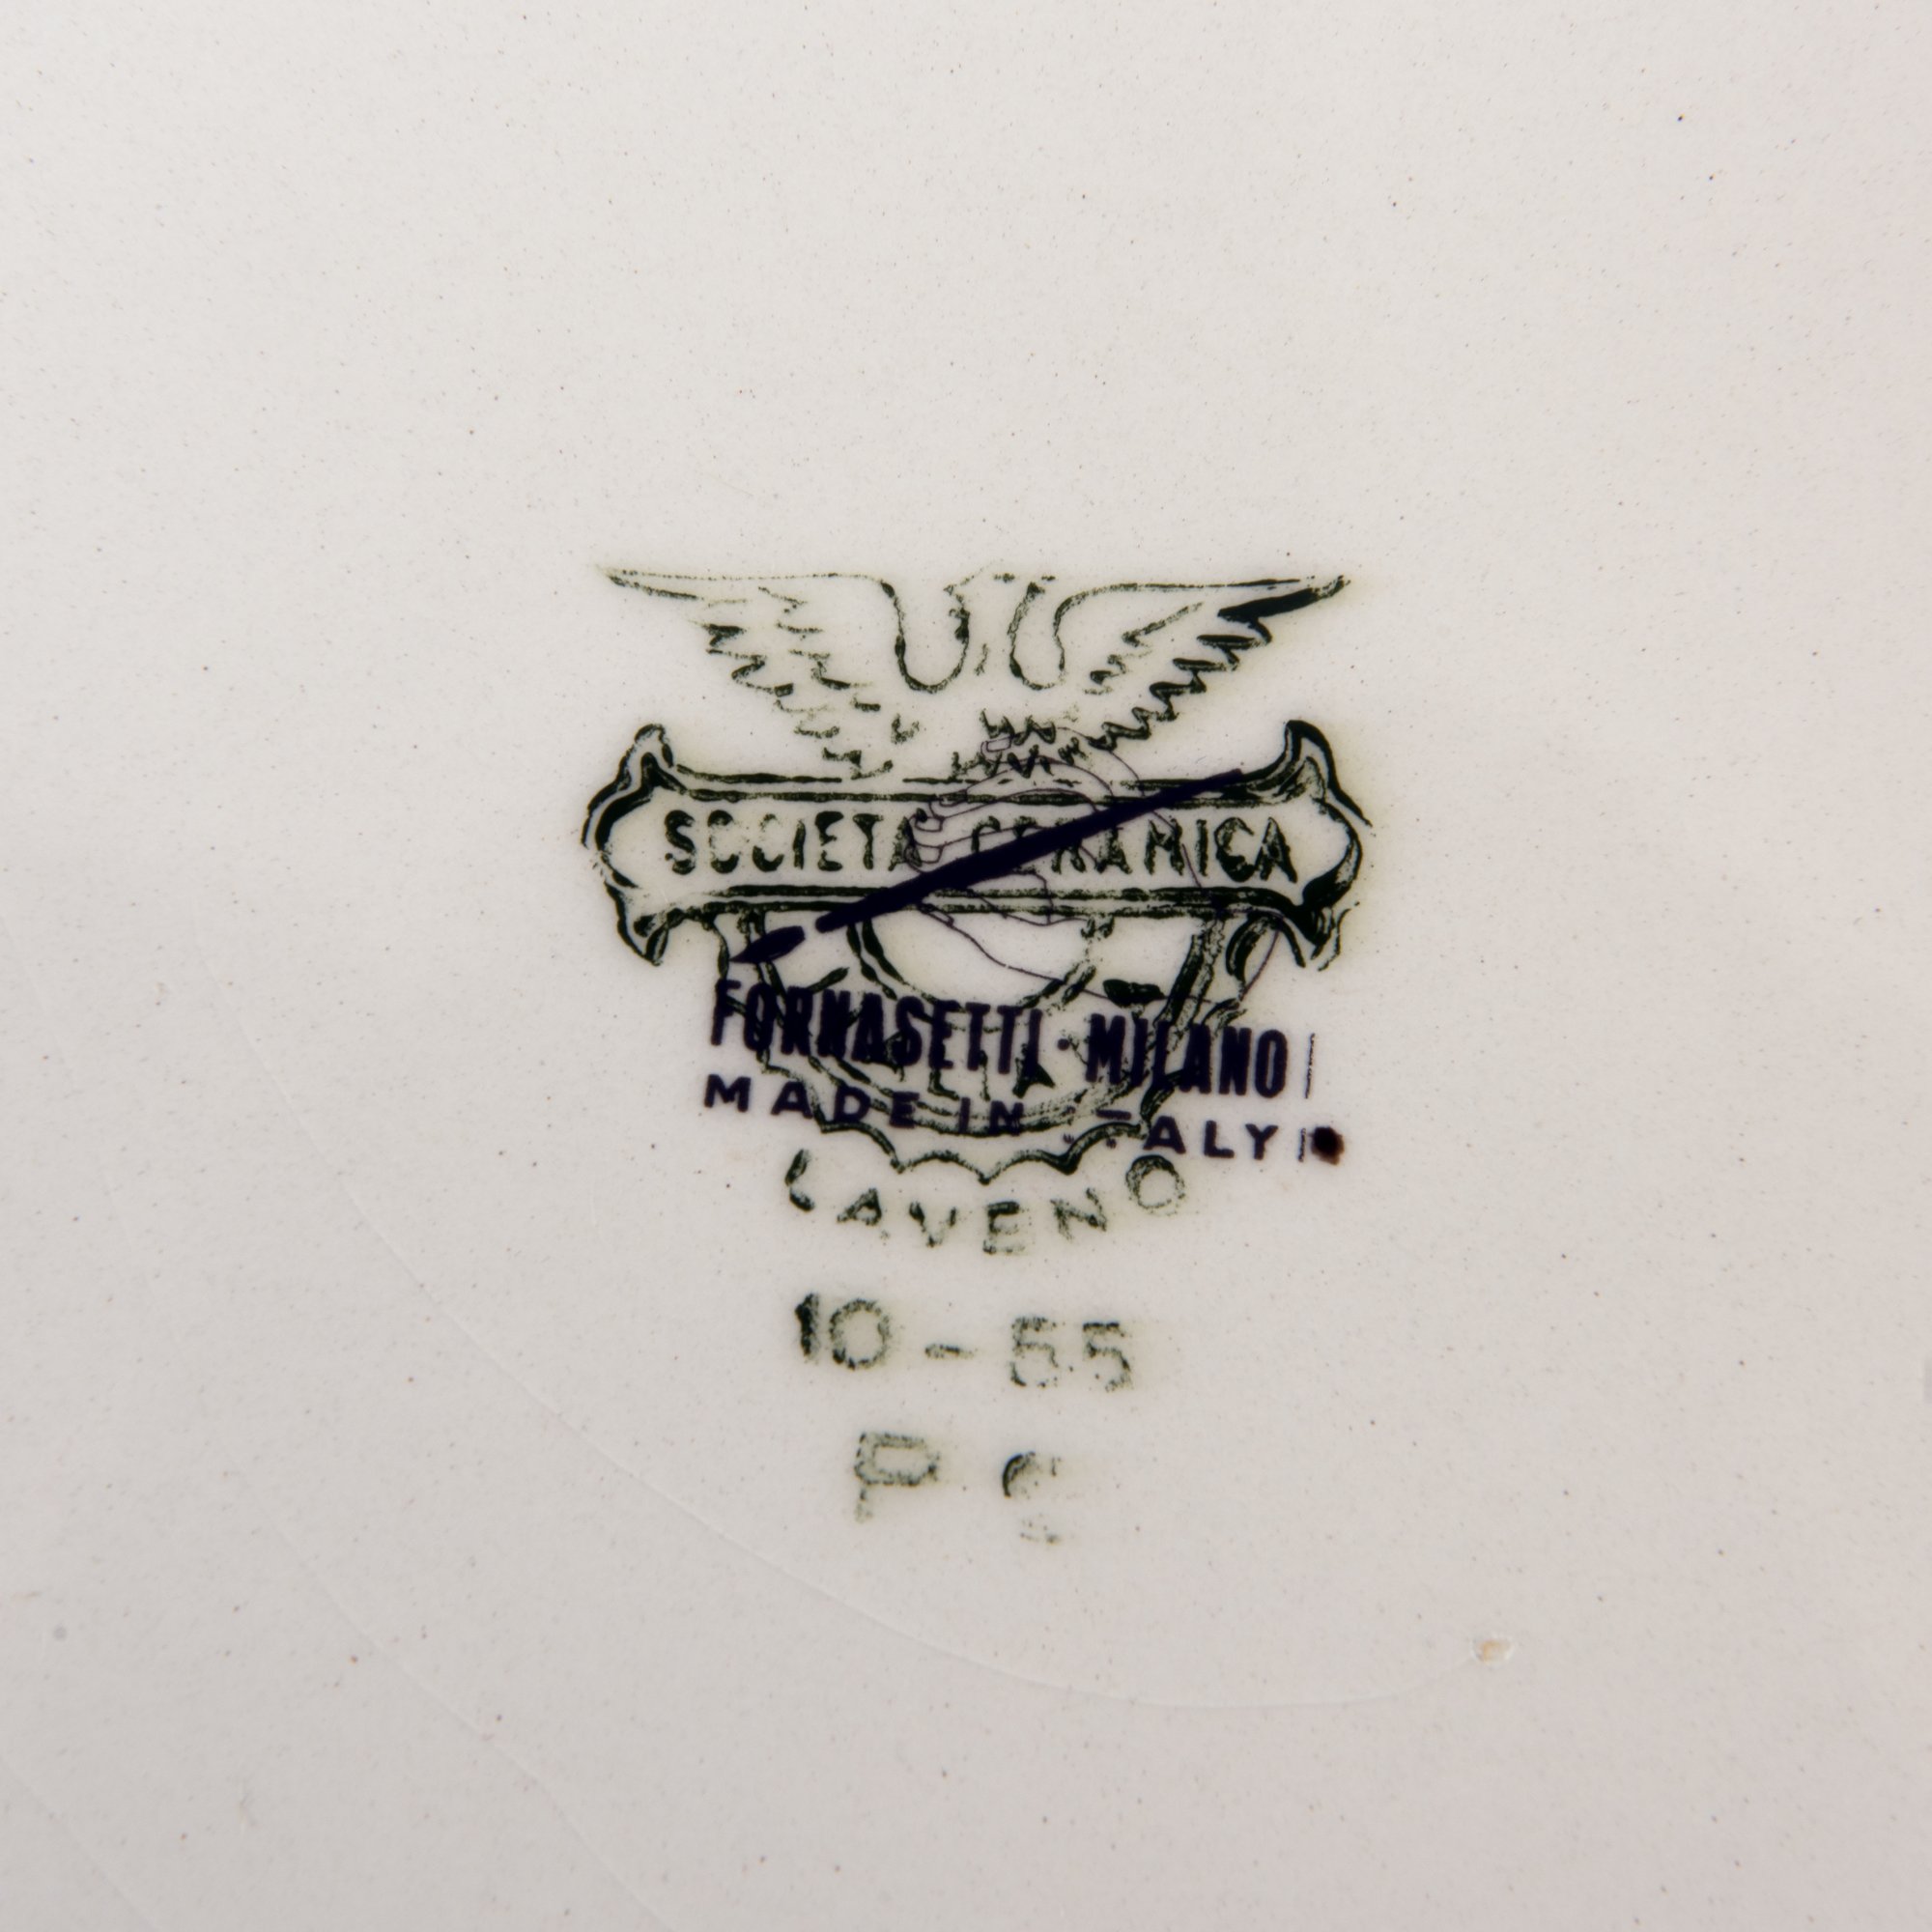 SOCIETA CERAMICA
FORNASETTI · MILANO
MADE IN ITALY
LAVENO
10-55
P S